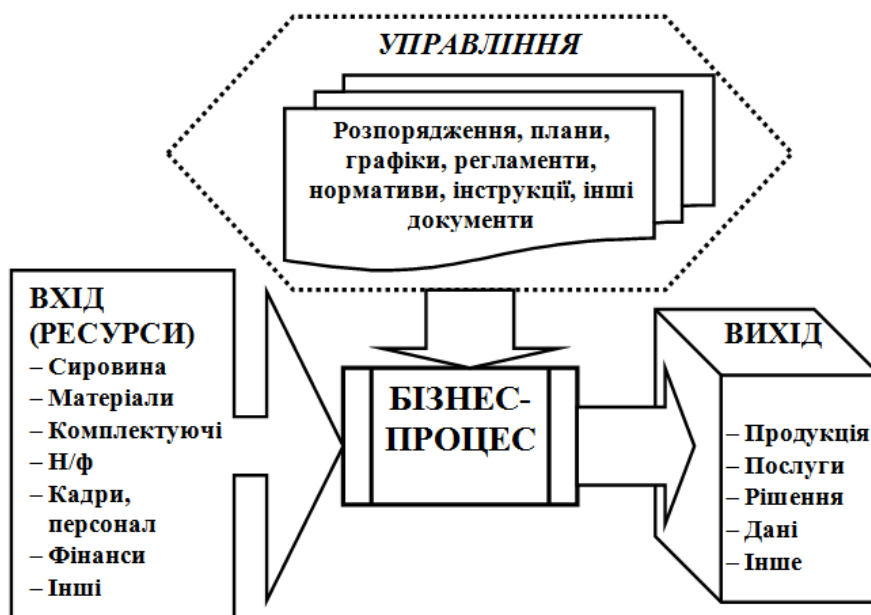 УПРАВЛІННЯ
Розпорядження, плани,
графіки, регламенти,
нормативи, інструкції, інші
документи
ВХІД
(РЕСУРСИ)
– Сировина
– Матеріали
– Комплектуючі
– Н/ф
– Кадри,
персонал
– Фінанси
– Інші
БІЗНЕС-
ПРОЦЕС
ВИХІД
– Продукція
– Послуги
– Рішення
– Дані
– Інше